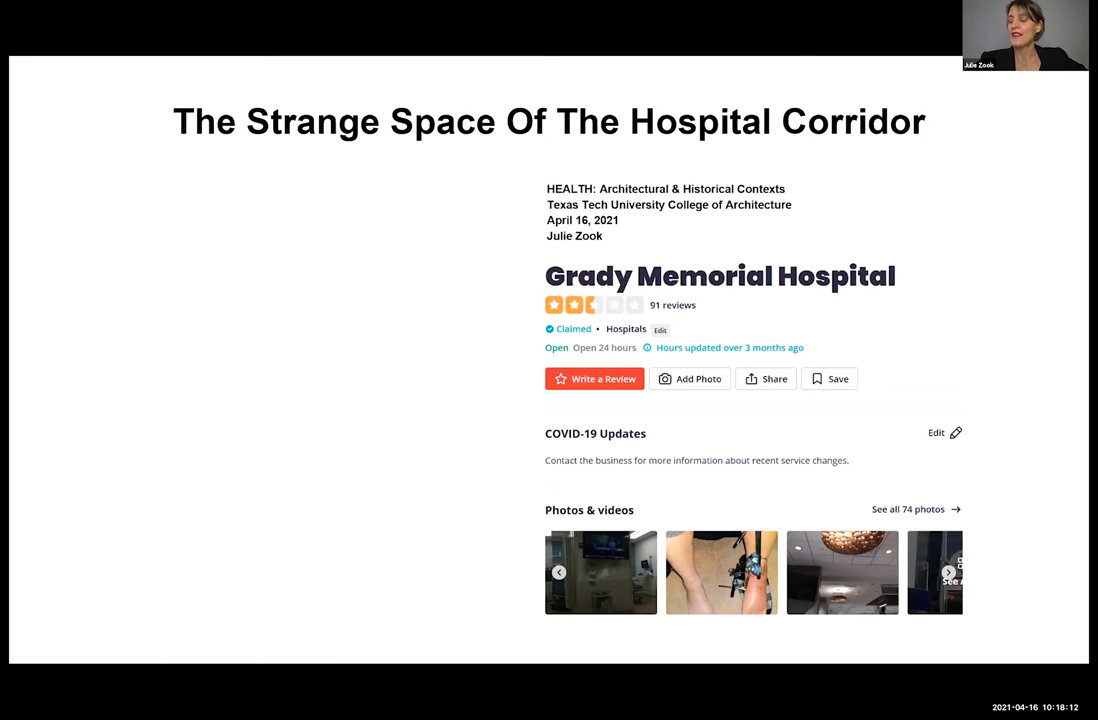 Julie Zook
The Strange Space Of The Hospital Corridor
HEALTH: Architectural & Historical Contexts
Texas Tech University College of Architecture
April 16, 2021
Julie Zook
Grady Memorial Hospital
91 reviews
Claimed • Hospitals Edit
Open Open 24 hours Hours updated over 3 months ago
Write a Review Add Photo Share Save
COVID-19 Updates Edit
Contact the business for more information about recent service changes.
Photos & videos See all 74 photos
See A
2021-04-16 10:18:12